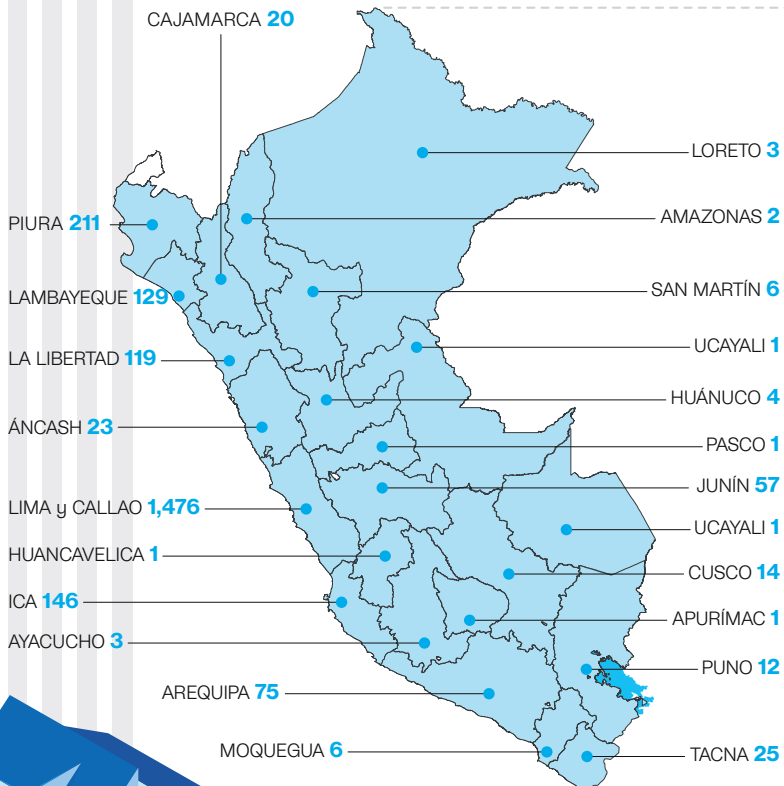 CAJAMARCA 20
LORETO 3
AMAZONAS 2
PIURA 211
SAN MARTÍN 6
LAMBAYEQUE 129
UCAYALI 1
LA LIBERTAD 119
HUÁNUCO 4
ÁNCASH 23
PASCO 1
JUNÍN 57
LIMA y CALLAO 1,476
UCAYALI 1
HUANCAVELICA 1
CUSCO 14
ICA 146
APURÍMAC 1
AYACUCHO 3
PUNO 12
AREQUIPA 75
MOQUEGUA 6
TACNA 25